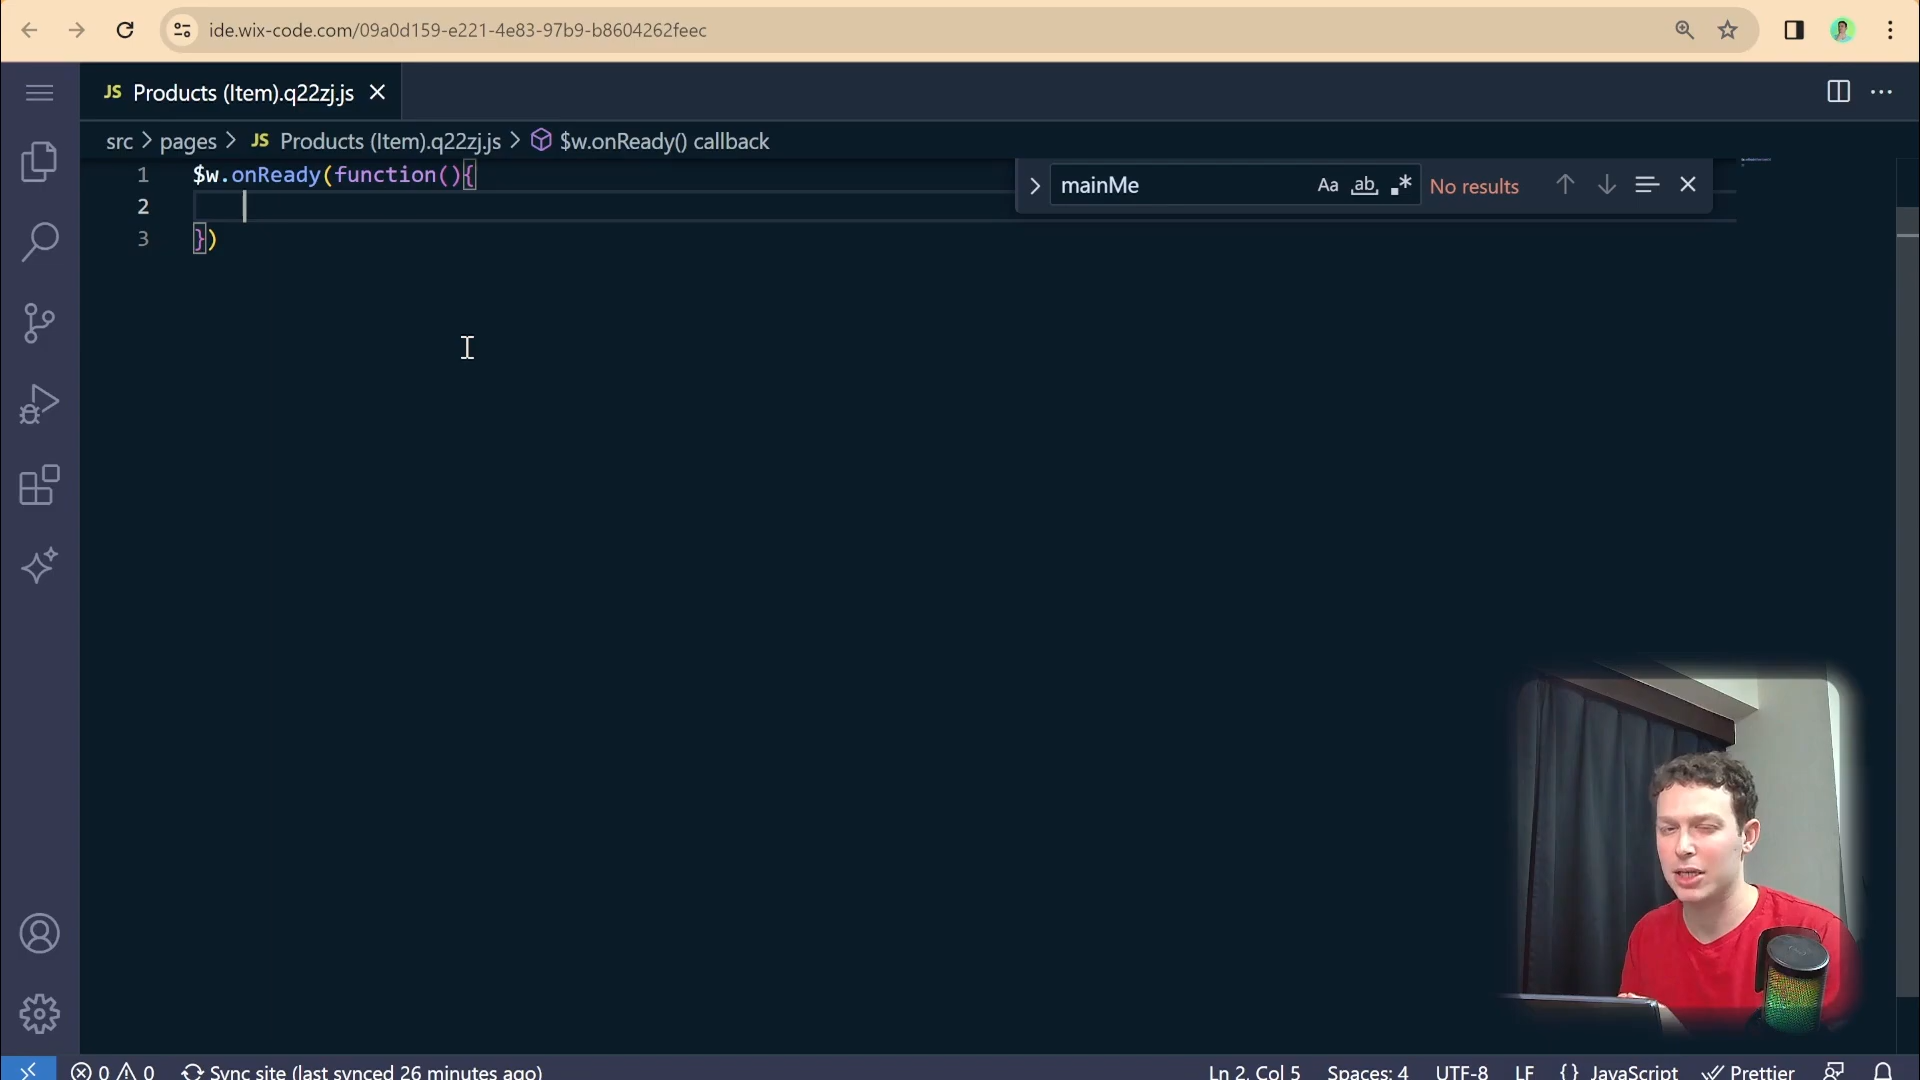 ide.wix-code.com/09a0d159-e221-4e83-97b9-b8604262feec
JS Products (Item).q22zj.js
src > pages > JS Products (Item).q22zj.js > $w.onReady() callback
1 $w.onReady(function(){
2
3 })
mainMe Aa ab .* No results
0 0 Sync site (last synced 26 minutes ago) Ln 2, Col 5 Spaces: 4 UTF-8 LF {} JavaScript Prettier